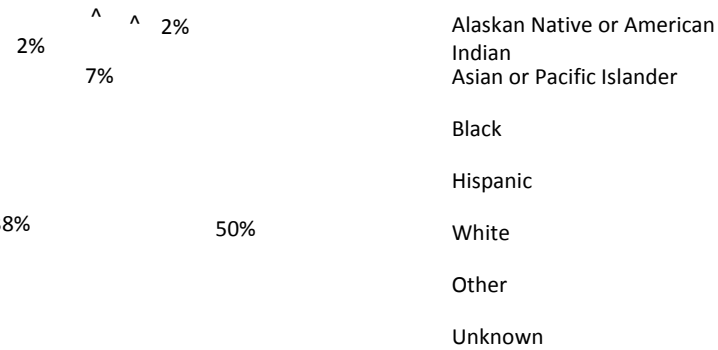 ^ ^ 2%
2%
7%
8%
50%
Alaskan Native or American
Indian
Asian or Pacific Islander
Black
Hispanic
White
Other
Unknown